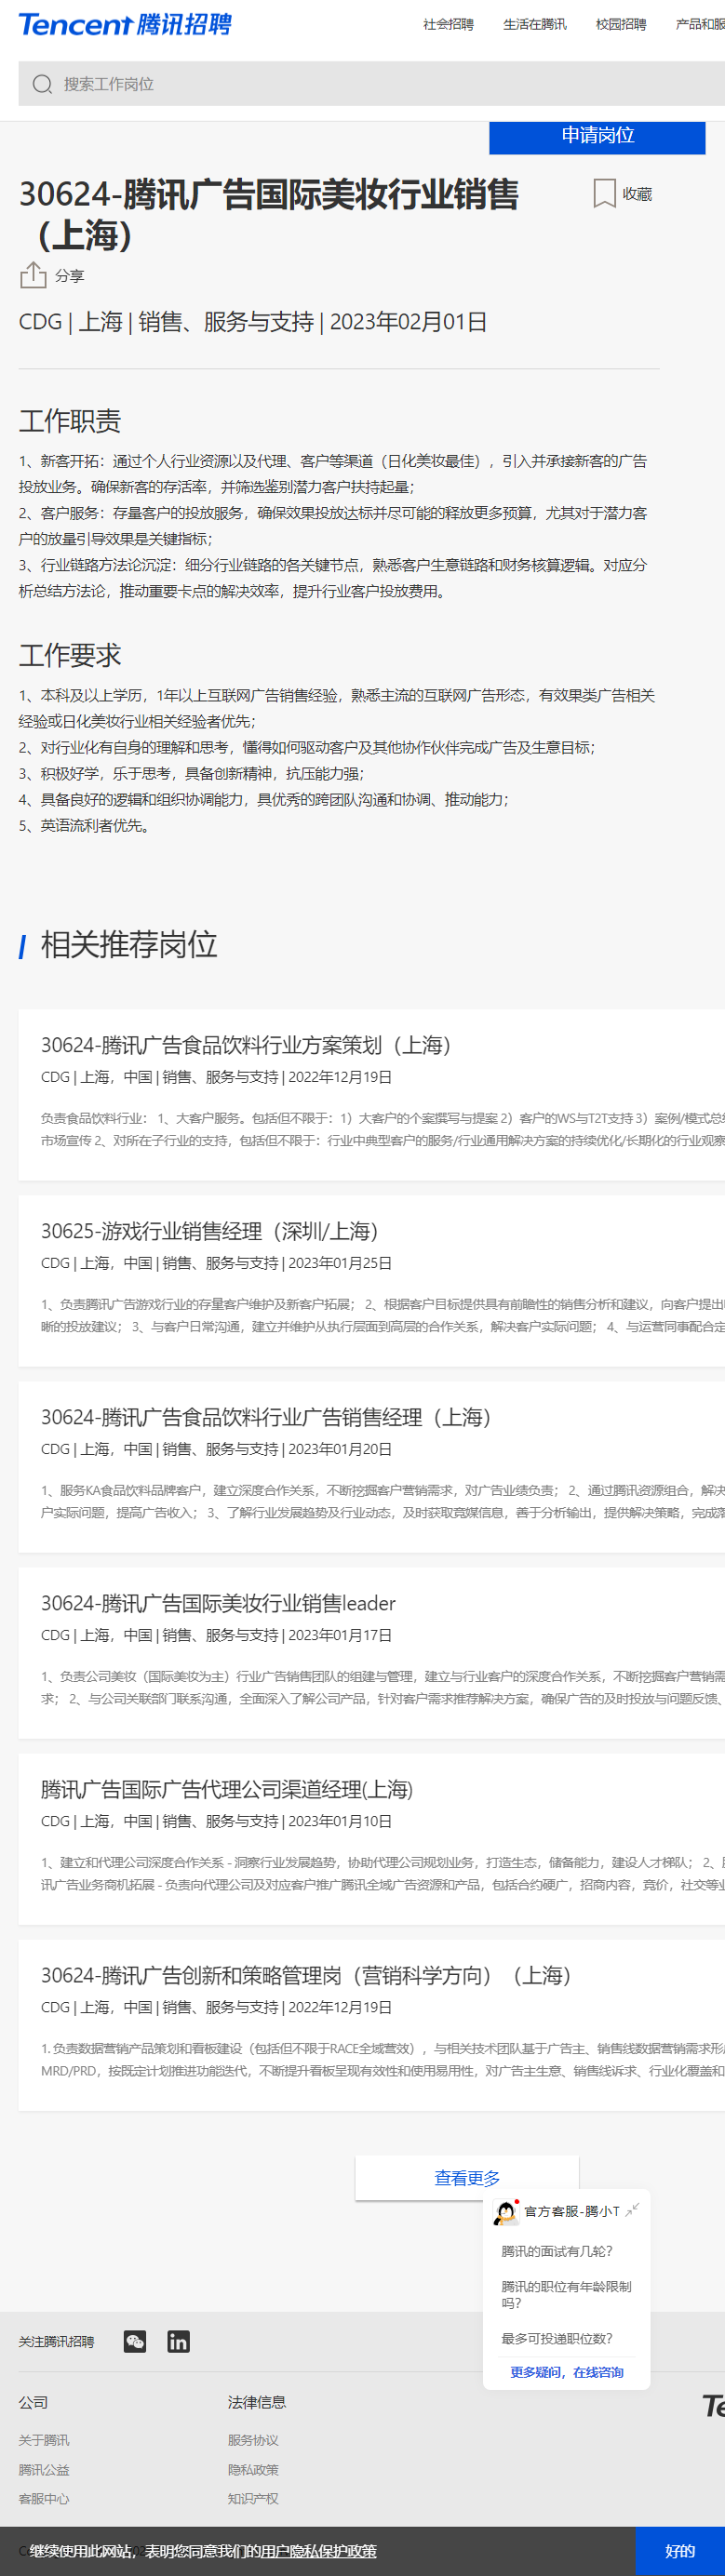 Tencent 腾讯招聘
社会招聘 生活在腾讯 校园招聘 产品和服
搜索工作岗位
申请岗位
30624-腾讯广告国际美妆行业销售
（上海）
收藏
分享
CDG | 上海 | 销售、服务与支持 | 2023年02月01日
工作职责
1、新客开拓：通过个人行业资源以及代理、客户等渠道（日化美妆最佳），引入并承接新客的广告
投放业务。确保新客的存活率，并筛选鉴别潜力客户扶持起量；
2、客户服务：存量客户的投放服务，确保效果投放达标并尽可能的释放更多预算，尤其对于潜力客
户的放量引导效果是关键指标；
3、行业链路方法论沉淀：细分行业链路的各关键节点，熟悉客户生意链路和财务核算逻辑。对应分
析总结方法论，推动重要卡点的解决效率，提升行业客户投放费用。
工作要求
1、本科及以上学历，1年以上互联网广告销售经验，熟悉主流的互联网广告形态，有效果类广告相关
经验或日化美妆行业相关经验者优先；
2、对行业化有自身的理解和思考，懂得如何驱动客户及其他协作伙伴完成广告及生意目标；
3、积极好学，乐于思考，具备创新精神，抗压能力强；
4、具备良好的逻辑和组织协调能力，具优秀的跨团队沟通和协调、推动能力；
5、英语流利者优先。
相关推荐岗位
30624-腾讯广告食品饮料行业方案策划（上海）
CDG | 上海，中国 | 销售、服务与支持 | 2022年12月19日
负责食品饮料行业： 1、大客户服务。包括但不限于：1）大客户的个案撰写与提案 2）客户的WS与T2T支持 3）案例/模式总结
市场宣传 2、对所在子行业的支持，包括但不限于：行业中典型客户的服务/行业通用解决方案的持续优化/长期化的行业观察
30625-游戏行业销售经理（深圳/上海）
CDG | 上海，中国 | 销售、服务与支持 | 2023年01月25日
1、负责腾讯广告游戏行业的存量客户维护及新客户拓展； 2、根据客户目标提供具有前瞻性的销售分析和建议，向客户提出
晰的投放建议； 3、与客户日常沟通，建立并维护从执行层面到高层的合作关系，解决客户实际问题； 4、与运营同事配合定
30624-腾讯广告食品饮料行业广告销售经理（上海）
CDG | 上海，中国 | 销售、服务与支持 | 2023年01月20日
1、服务KA食品饮料品牌客户，建立深度合作关系，不断挖掘客户营销需求，对广告业绩负责； 2、通过腾讯资源组合，解决
户实际问题，提高广告收入； 3、了解行业发展趋势及行业动态，及时获取竞媒信息，善于分析输出，提供解决策略，完成落
30624-腾讯广告国际美妆行业销售leader
CDG | 上海，中国 | 销售、服务与支持 | 2023年01月17日
1、负责公司美妆（国际美妆为主）行业广告销售团队的组建与管理，建立与行业客户的深度合作关系，不断挖掘客户营销需
求； 2、与公司关联部门联系沟通，全面深入了解公司产品，针对客户需求推荐解决方案，确保广告的及时投放与问题反馈、
腾讯广告国际广告代理公司渠道经理(上海)
CDG | 上海，中国 | 销售、服务与支持 | 2023年01月10日
1、建立和代理公司深度合作关系 - 洞察行业发展趋势，协助代理公司规划业务，打造生态，储备能力，建设人才梯队； 2、
讯广告业务商机拓展 - 负责向代理公司及对应客户推广腾讯全域广告资源和产品，包括合约硬广，招商内容，竞价，社交等业
30624-腾讯广告创新和策略管理岗（营销科学方向）（上海）
CDG | 上海，中国 | 销售、服务与支持 | 2022年12月19日
1. 负责数据营销产品策划和看板建设（包括但不限于RACE全域营效），与相关技术团队基于广告主、销售线数据营销需求形成
MRD/PRD，按既定计划推进功能迭代，不断提升看板呈现有效性和使用易用性，对广告主生意、销售线诉求、行业化覆盖和
查看更多
官方客服-腾小T
腾讯的面试有几轮？
腾讯的职位有年龄限制
吗？
最多可投递职位数？
更多疑问，在线咨询
关注腾讯招聘
公司 法律信息
关于腾讯 服务协议
腾讯公益 隐私政策
客服中心 知识产权
继续使用此网站，表明您同意我们的用户隐私保护政策
好的